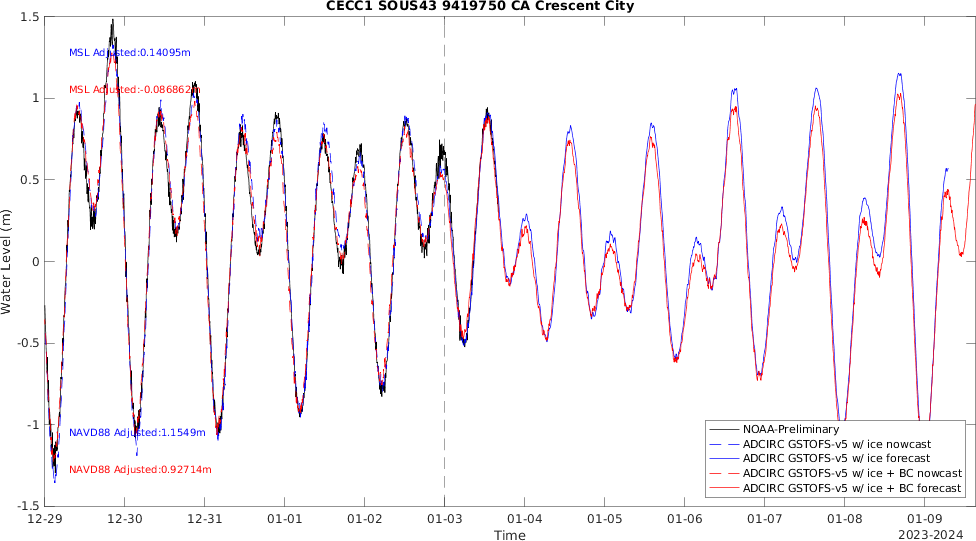 CECC1 SOUS43 9419750 CA Crescent City
1.5
1
0.5
0
-0.5
-1
-1.5
Water Level (m)
MSL Adjusted:0.14095m
MSL Adjusted:-0.086862m
NAVD88 Adjusted:1.1549m
NAVD88 Adjusted:0.92714m
NOAA-Preliminary
ADCIRC GSTOFS-v5 w/ ice nowcast
ADCIRC GSTOFS-v5 w/ ice forecast
ADCIRC GSTOFS-v5 w/ ice + BC nowcast
ADCIRC GSTOFS-v5 w/ ice + BC forecast
12-29 12-30 12-31 01-01 01-02 01-03 01-04 01-05 01-06 01-07 01-08 01-09
Time
2023-2024